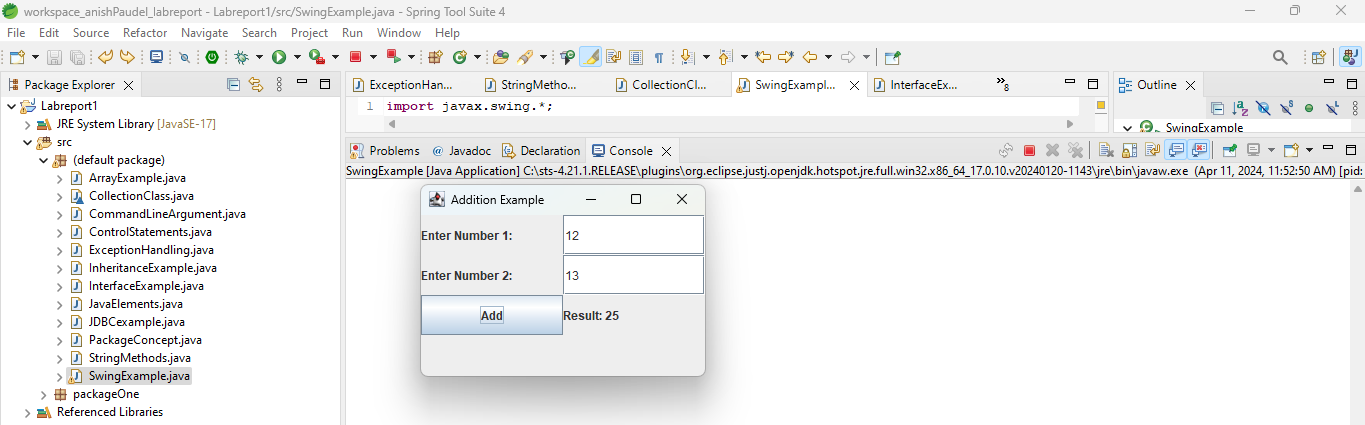 workspace_anishPaudel_labreport - Labreport1/src/SwingExample.java - Spring Tool Suite 4
File Edit Source Refactor Navigate Search Project Run Window Help
Package Explorer
Labreport1
JRE System Library [JavaSE-17]
src
(default package)
ArrayExample.java
CollectionClass.java
CommandLineArgument.java
ControlStatements.java
ExceptionHandling.java
InheritanceExample.java
InterfaceExample.java
JavaElements.java
JDBCexample.java
PackageConcept.java
StringMethods.java
SwingExample.java
packageOne
Referenced Libraries
ExceptionHan... StringMetho... CollectionCl... SwingExampl... InterfaceEx... »8
1 import javax.swing.*;
Problems @ Javadoc Declaration Console
SwingExample [Java Application] C:\sts-4.21.1.RELEASE\plugins\org.eclipse.justj.openjdk.hotspot.jre.full.win32.x86_64_17.0.10.v20240120-1143\jre\bin\javaw.exe (Apr 11, 2024, 11:52:50 AM) [pid:
Addition Example
Enter Number 1: 12
Enter Number 2: 13
Add Result: 25
Outline
SwingExample